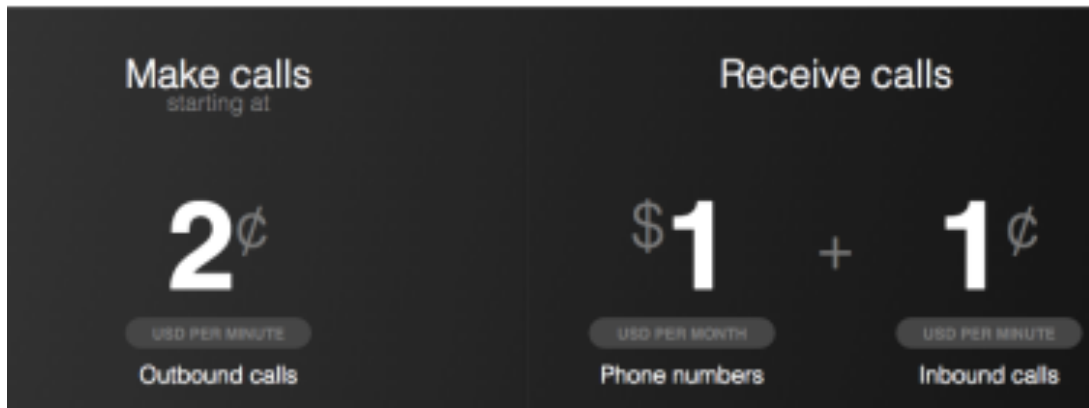 Make calls
starting at
2¢
USD PER MINUTE
Outbound calls
Receive calls
$1 + 1¢
USD PER MONTH USD PER MINUTE
Phone numbers Inbound calls